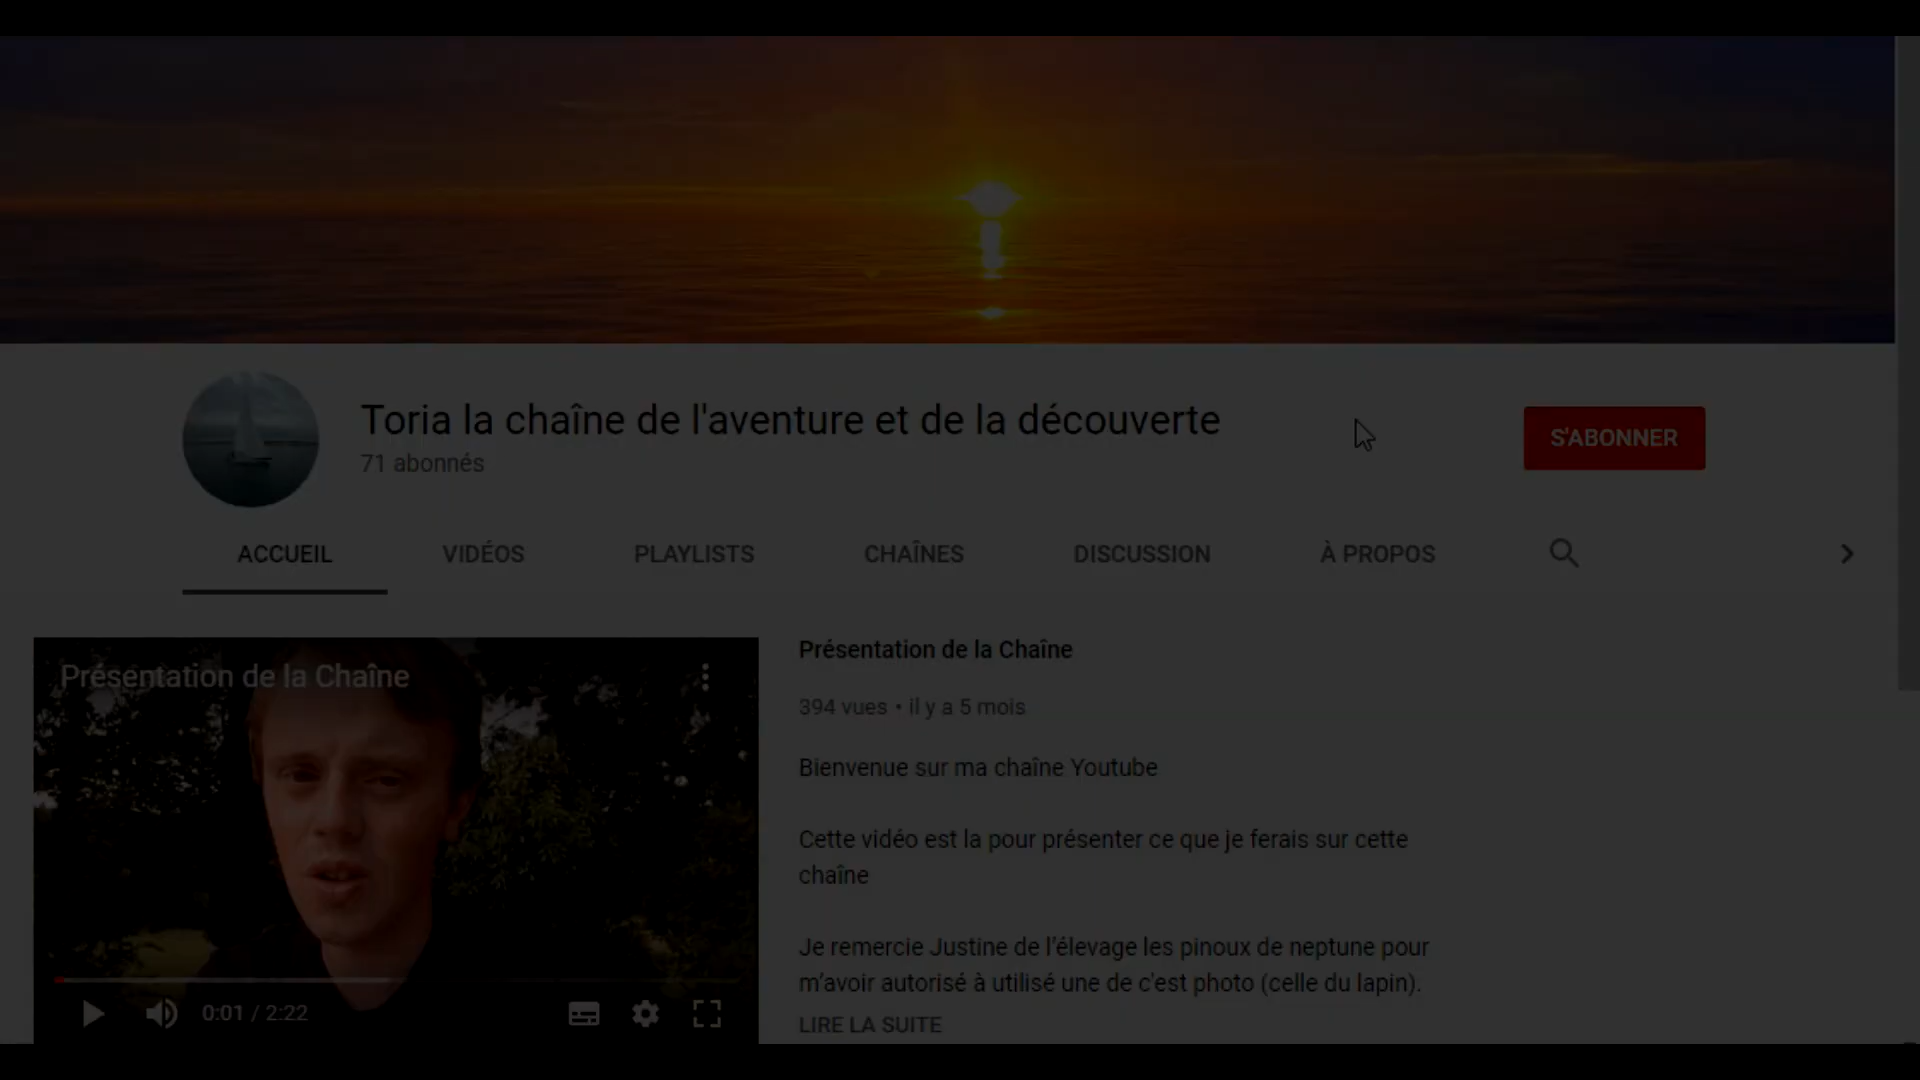 Toria la chaîne de l'aventure et de la découverte
71 abonnés
S'ABONNER
ACCUEIL
VIDÉOS
PLAYLISTS
CHAÎNES
DISCUSSION
À PROPOS
Présentation de la Chaîne
0:01 / 2:22
Présentation de la Chaîne
394 vues • il y a 5 mois
Bienvenue sur ma chaîne Youtube
Cette vidéo est la pour présenter ce que je ferais sur cette
chaîne
Je remercie Justine de l'élevage les pinoux de neptune pour
m'avoir autorisé à utilisé une de c'est photo (celle du lapin).
LIRE LA SUITE